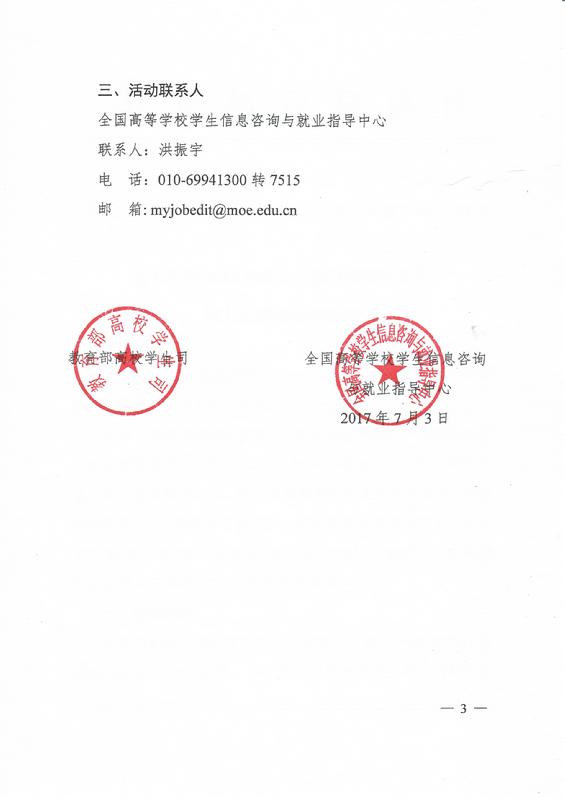 三、活动联系人
全国高等学校学生信息咨询与就业指导中心
联系人：洪振宇
电 话：010-69941300 转 7515
邮 箱：myjobedit@moe.edu.cn
教育部高校学生司
教育部高校学生司
全国高等学校学生信息咨询
与就业指导中心
全国高等学校学生信息咨询与就业指导中心
2017 年 7 月 3 日
— 3 —